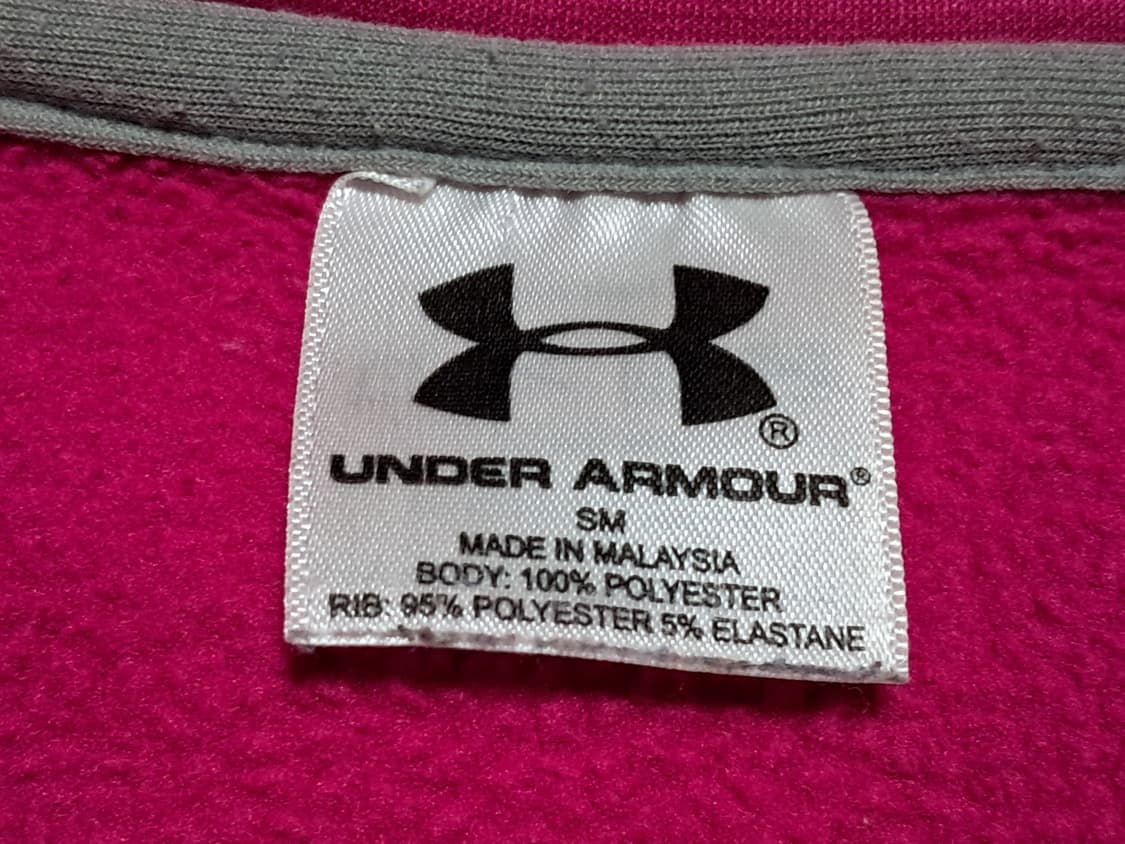 ®
UNDER ARMOUR®
SM
MADE IN MALAYSIA
BODY: 100% POLYESTER
RIB: 95% POLYESTER 5% ELASTANE